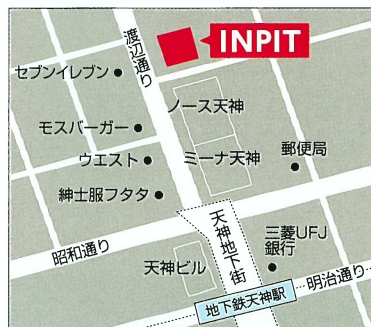 INPIT
渡辺通り
セブンイレブン
ノース天神
モスバーガー
ウエスト
ミーナ天神
郵便局
紳士服フタタ
昭和通り
天神地下街
天神ビル
三菱UFJ
銀行
明治通り
地下鉄天神駅